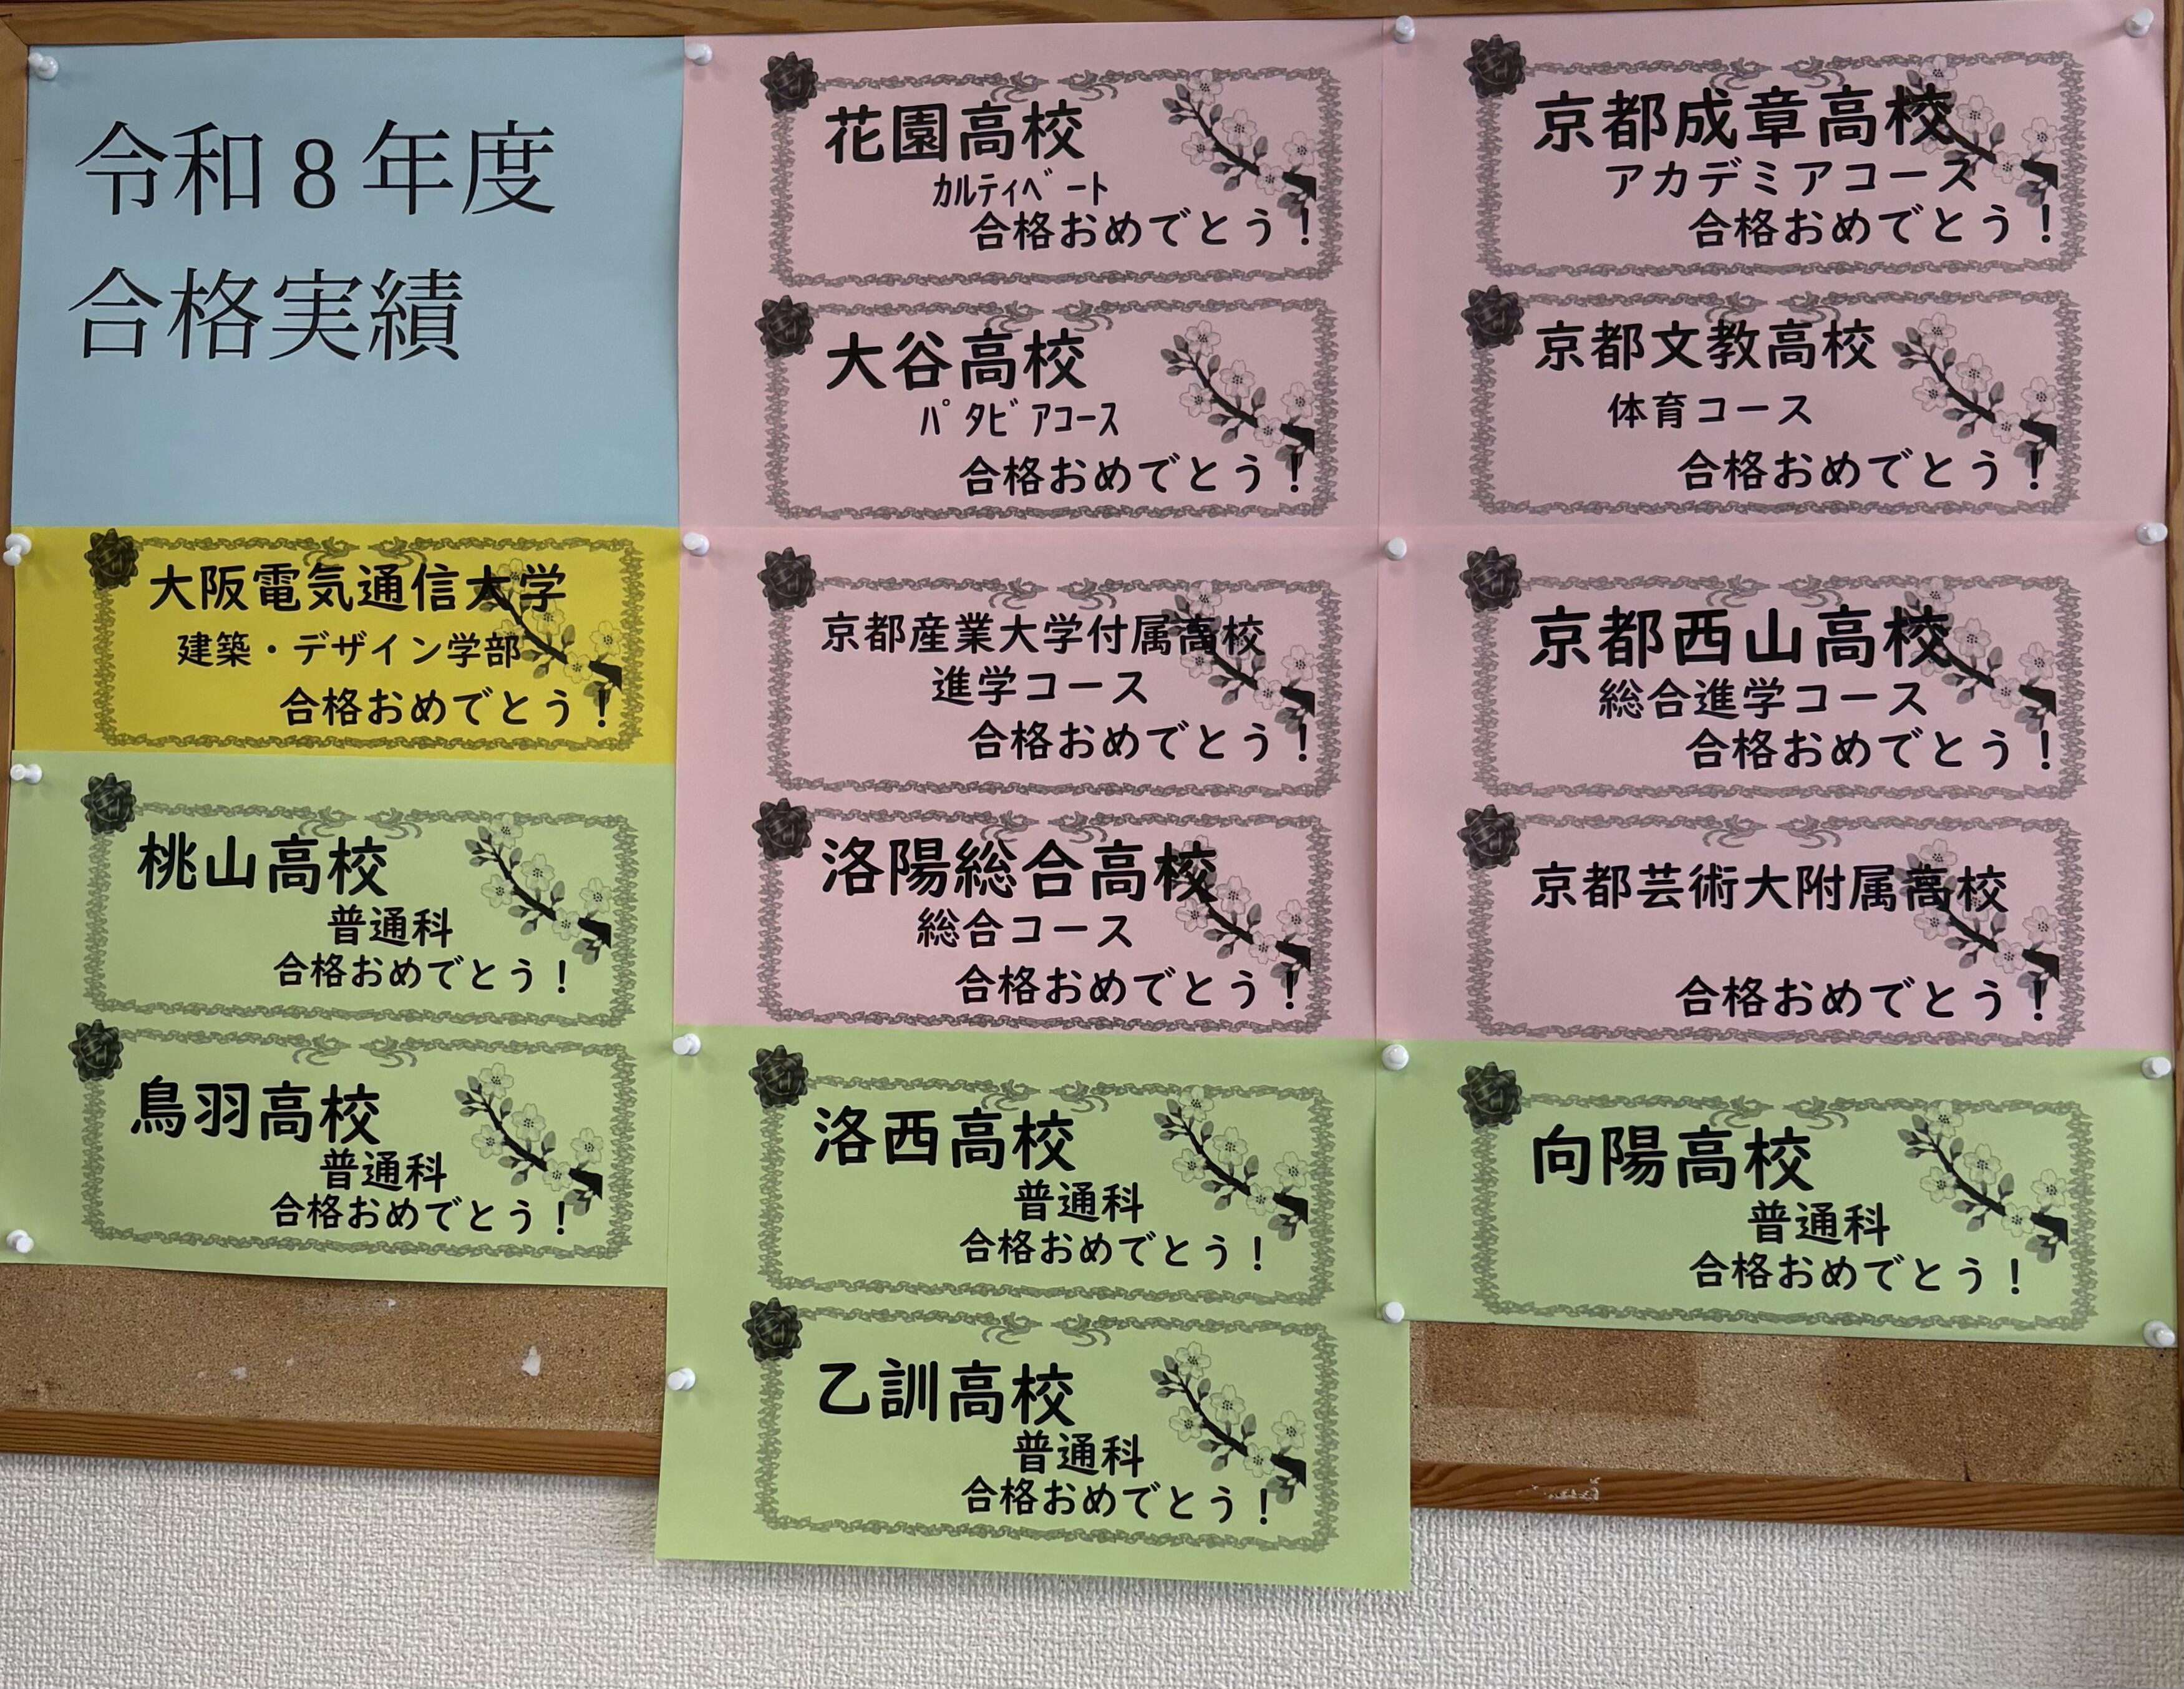 令和8年度
合格実績
大阪電気通信大学
建築・デザイン学部
合格おめでとう！
桃山高校
普通科
合格おめでとう！
鳥羽高校
普通科
合格おめでとう！
花園高校
ｶﾙﾃｨﾍﾞｰﾄ
合格おめでとう！
大谷高校
ﾊﾟﾀﾋﾞｱｺｰｽ
合格おめでとう！
京都産業大学付属高校
進学コース
合格おめでとう！
洛陽総合高校
総合コース
合格おめでとう！
洛西高校
普通科
合格おめでとう！
乙訓高校
普通科
合格おめでとう！
京都成章高校
アカデミアコース
合格おめでとう！
京都文教高校
体育コース
合格おめでとう！
京都西山高校
総合進学コース
合格おめでとう！
京都芸術大附属高校
合格おめでとう！
向陽高校
普通科
合格おめでとう！